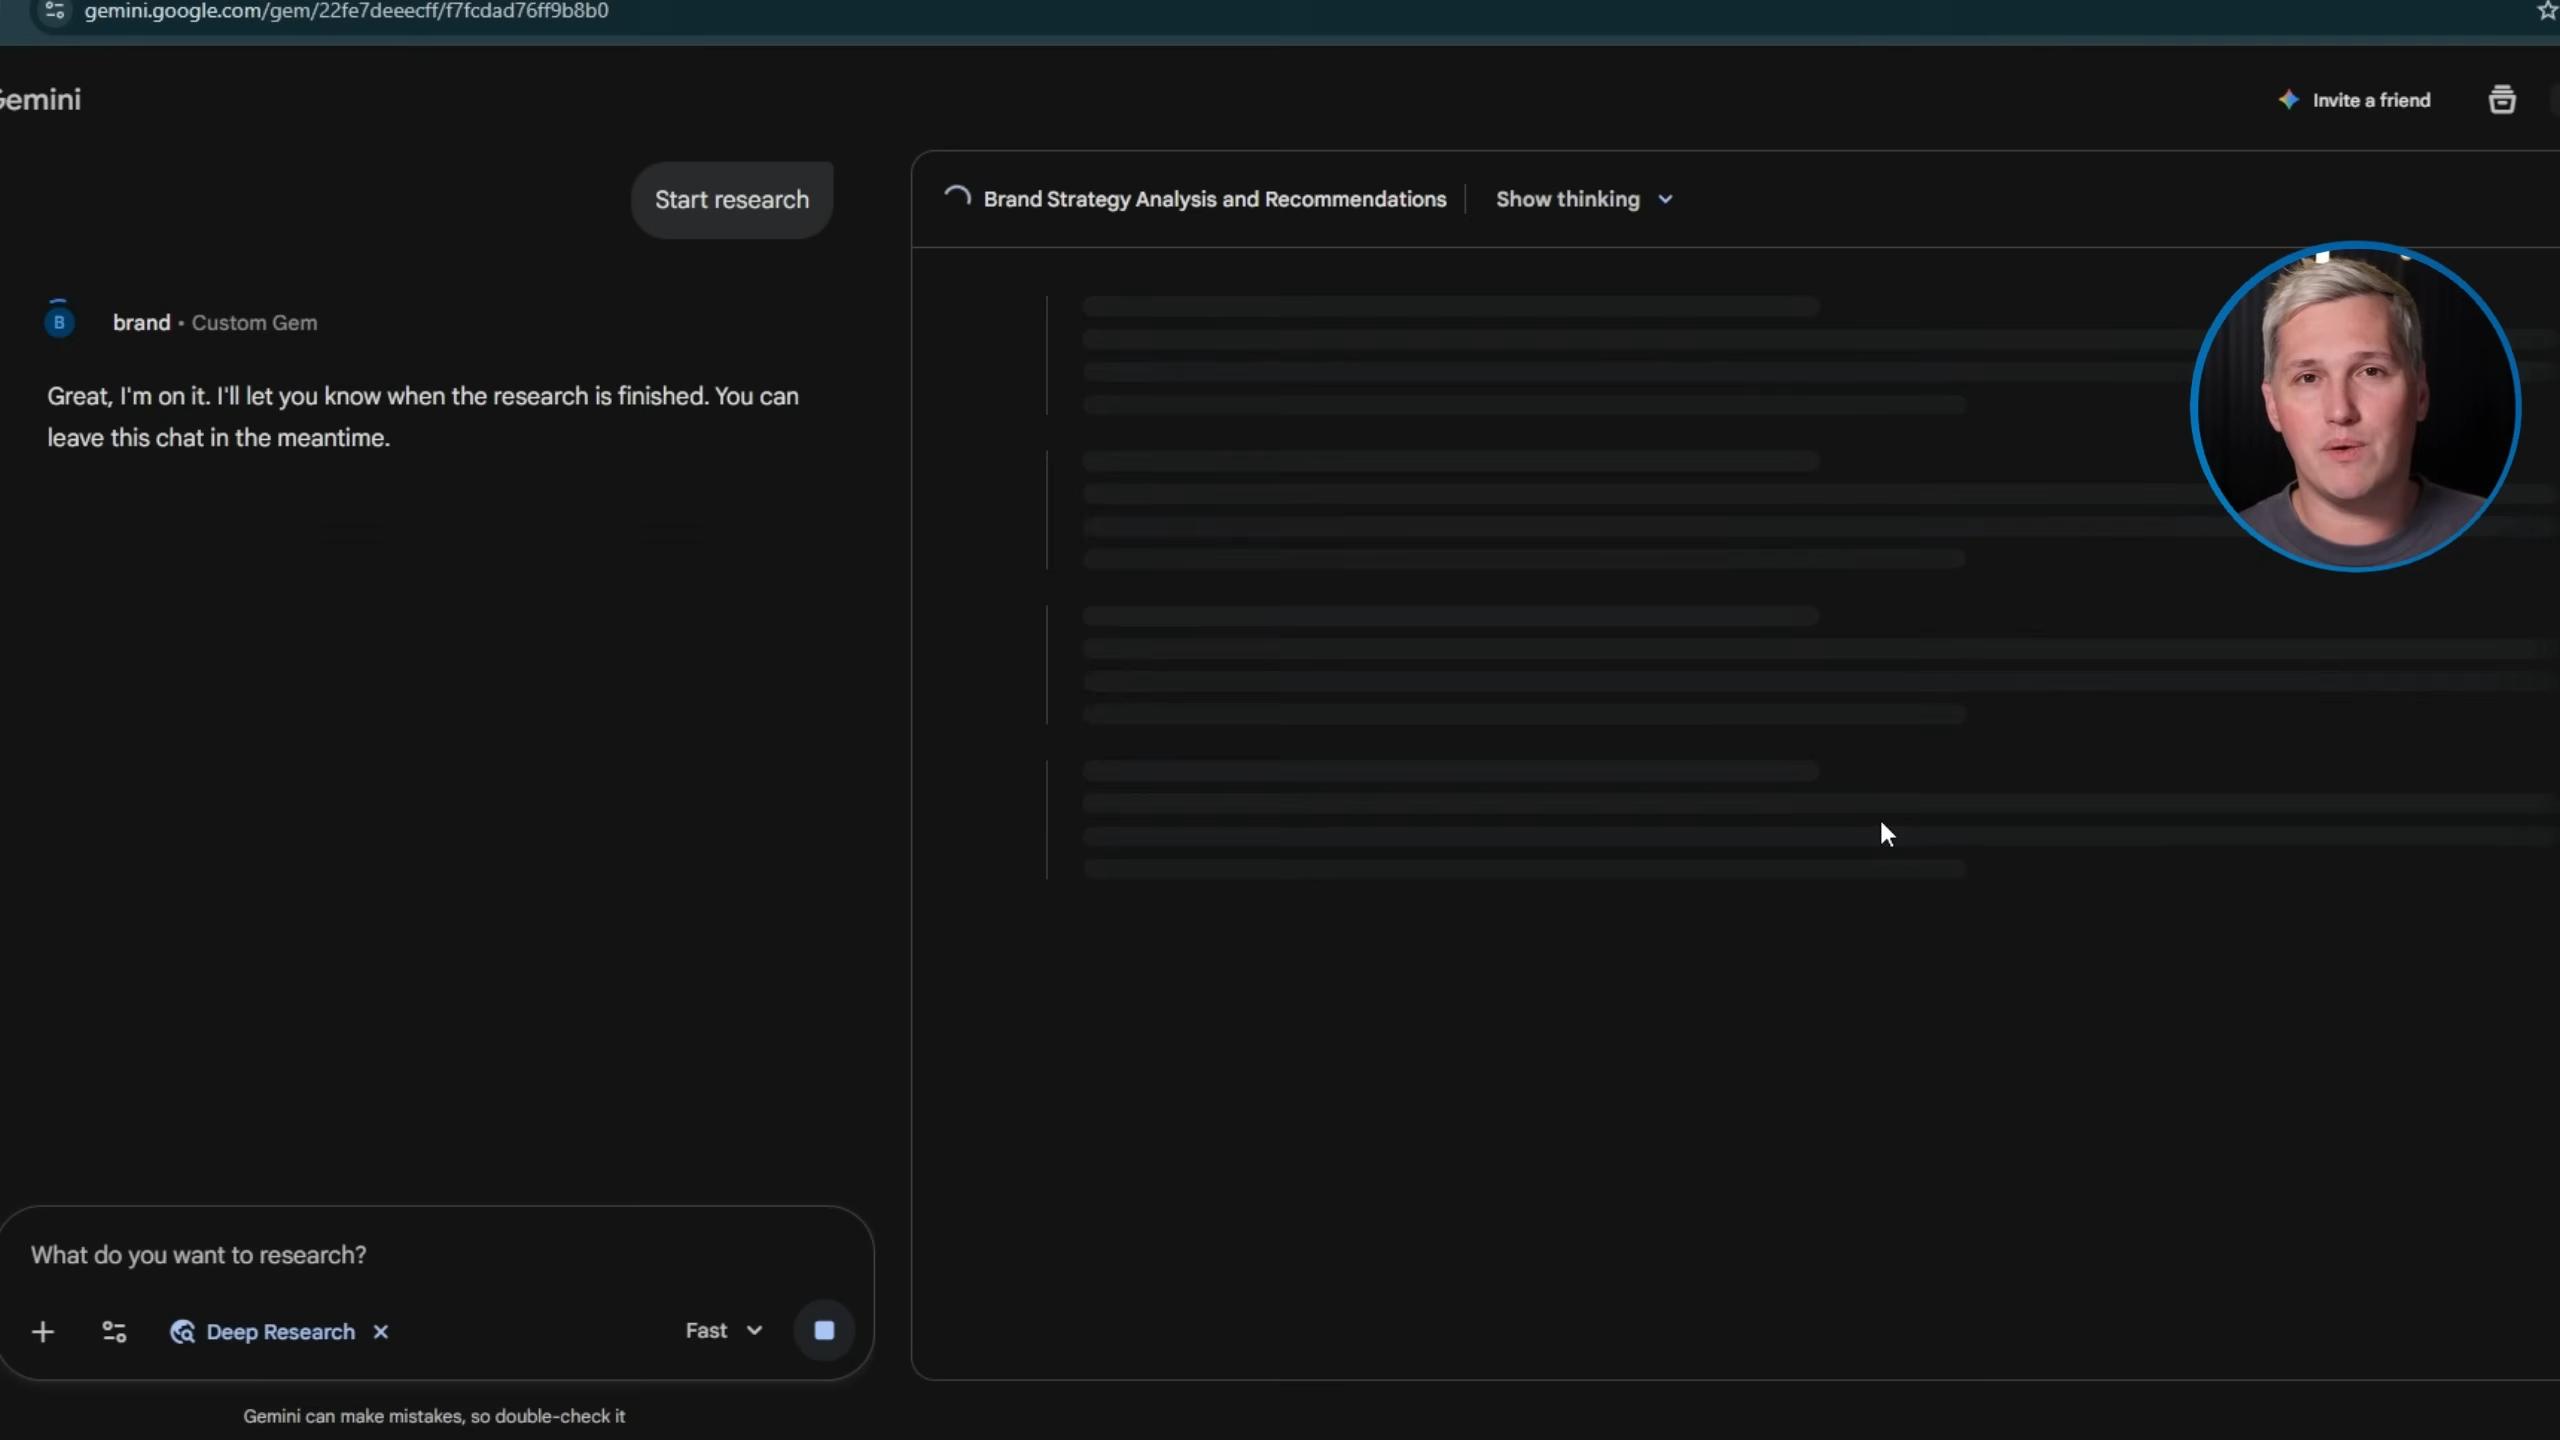 gemini.google.com/gem/22fe7deeecff/f7fcdad76ff9b8b0
Gemini
Invite a friend
Start research
Brand Strategy Analysis and Recommendations
Show thinking
B
brand • Custom Gem
Great, I'm on it. I'll let you know when the research is finished. You can
leave this chat in the meantime.
What do you want to research?
Deep Research
Fast
Gemini can make mistakes, so double-check it